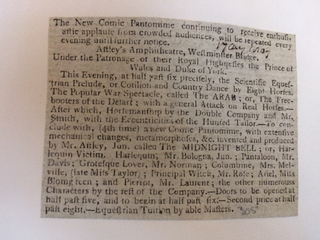 The New Comic Pantomime continuing to receive enthusi-
astic applause from crowded audiences, will be repeated every
evening until further notice.
Astley's Amphitheatre, Westminster Bridge.
Under the Patronage of their Royal Highnesses the Prince of
Wales and Duke of York.
This Evening, at half past six precisely, the Scientific Eques-
trian Prelude, or Cotilion and Country Dance by Eight Horses,
The Popular War Spectacle, called The ARAB; or, The Free-
booters of the Desart; with a general Attack on Real Horses.—
After which, Horsemanship by the Double Company and Mr.
Smith, with the Eccentricities of the Hunted Tailor—To con-
clude with, (4th time) a new Comic Pantomime, with extensive
mechanical changes, metamorphosis, &c. invented and produced
by Mr. Astley, Jun. called The MIDNIGHT BELL; or, Har-
lequin Victim. Harlequin, Mr. Bologna, Jun.; Pantaloon, Mr.
Davis; Grotesque Lover, Mr. Norman; Columbine, Mrs. Mel-
ville, (late Miss Taylor); Principal Witch, Mr. Role; Ariel, Miss
and Pierrot, Mr. Laurent; the other numerous
Characters by the rest of the Company.—Doors to be opened at
half past five, and to begin at half past six.—Second price at half-
past eight.—Equestrian Tuition by able Masters.